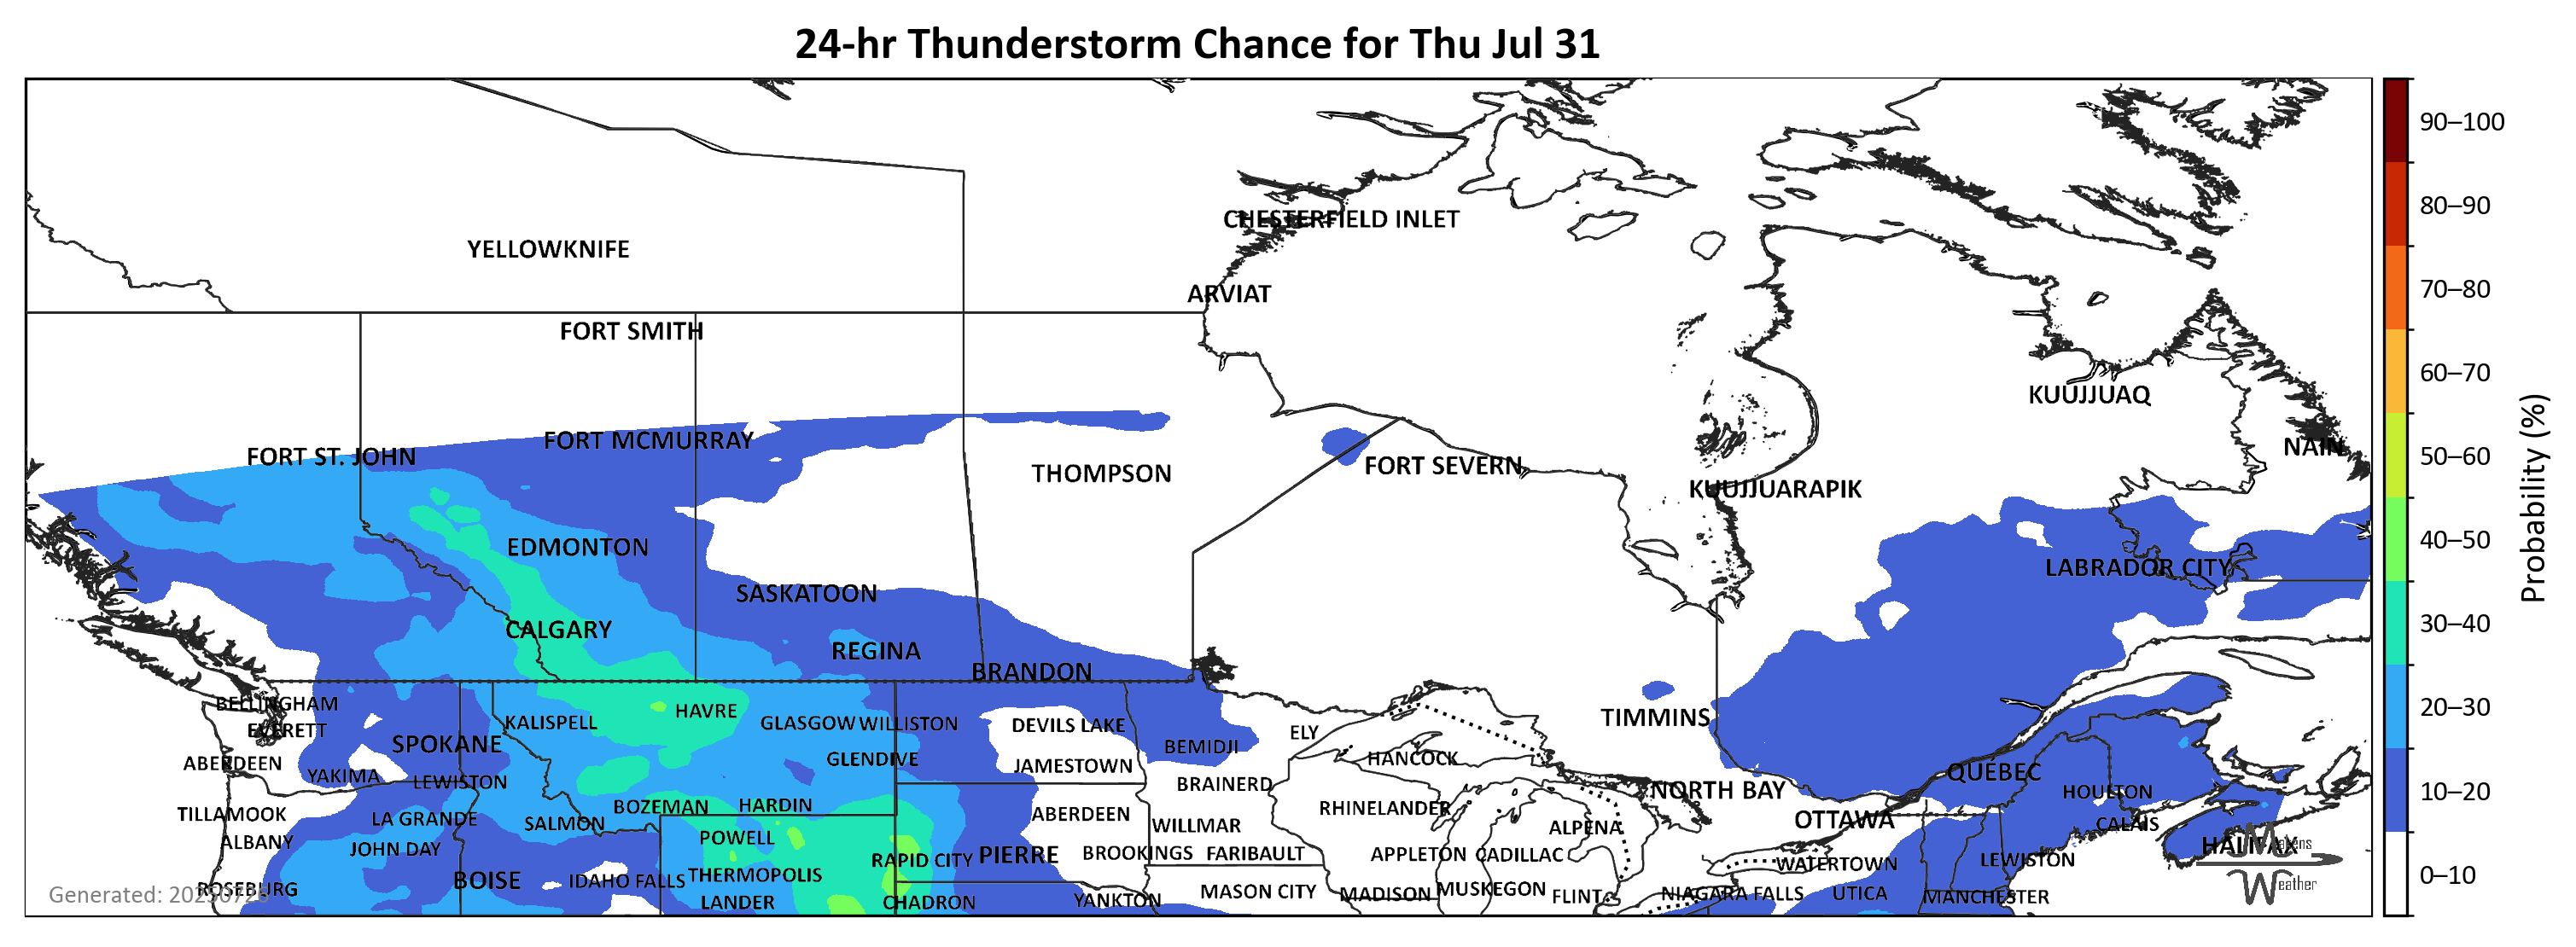 24-hr Thunderstorm Chance for Thu Jul 31
90–100
80–90
CHESTERFIELD INLET
YELLOWKNIFE
70–80
ARVIAT
FORT SMITH
60–70
KUUJJUAQ
50–60
FORT MCMURRAY
NAIN
FORT ST. JOHN
FORT SEVERN
THOMPSON
KUUJJUARAPIK
40–50
Probability (%)
EDMONTON
LABRADOR CITY
SASKATOON
30–40
CALGARY
REGINA
BRANDON
BELLINGHAM
20–30
HAVRE
TIMMINS
KALISPELL
GLASGOW WILLISTON
DEVILS LAKE
EVERETT
ELY
SPOKANE
BEMIDJI
GLENDIVE
HANCOCK
ABERDEEN
JAMESTOWN
QUÉBEC
YAKIMA
LEWISTON
BRAINERD
NORTH BAY
HOULTON
10–20
BOZEMAN
HARDIN
RHINELANDER
TILLAMOOK
ABERDEEN
LA GRANDE
OTTAWA
SALMON
CALAIS
WILLMAR
ALPENA
POWELL
ALBANY
HALIFAX
Makens
JOHN DAY
BROOKINGS FARIBAULT
APPLETON CADILLAC
PIERRE
RAPID CITY
LEWISTON
WATERTOWN
THERMOPOLIS
0–10
BOISE
IDAHO FALLS
Weather
ROSEBURG
MASON CITY
MADISON MUSKEGON
NIAGARA FALLS
UTICA
Generated:
FLINT
MANCHESTER
LANDER
CHADRON
YANKTON